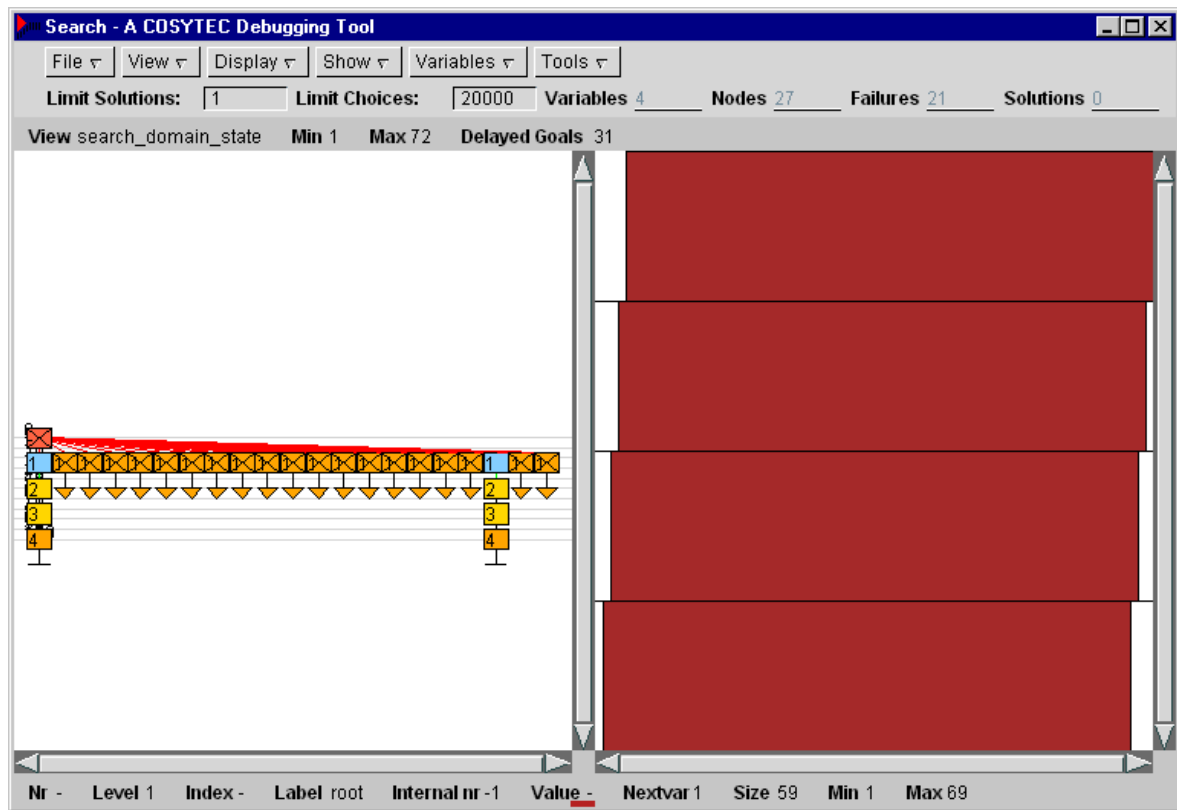 Search - A COSYTEC Debugging Tool
File View Display Show Variables Tools
Limit Solutions: 1 Limit Choices: 20000 Variables 4 Nodes 27 Failures 21 Solutions 0
View search_domain_state Min 1 Max 72 Delayed Goals 31
1 1
2 2
3 3
4 4
Nr - Level 1 Index - Label root Internal nr -1 Value - Nextvar 1 Size 59 Min 1 Max 69